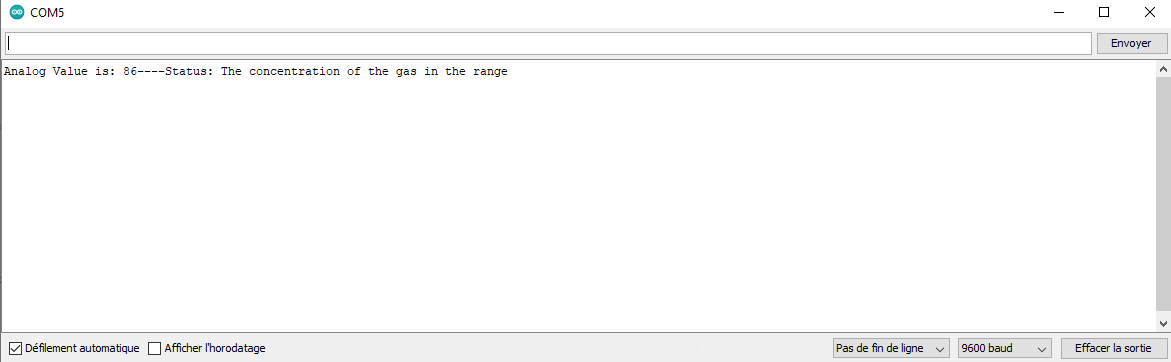 COM5
Envoyer
Analog Value is: 86----Status: The concentration of the gas in the range
Défilement automatique Afficher l'horodatage Pas de fin de ligne 9600 baud Effacer la sortie